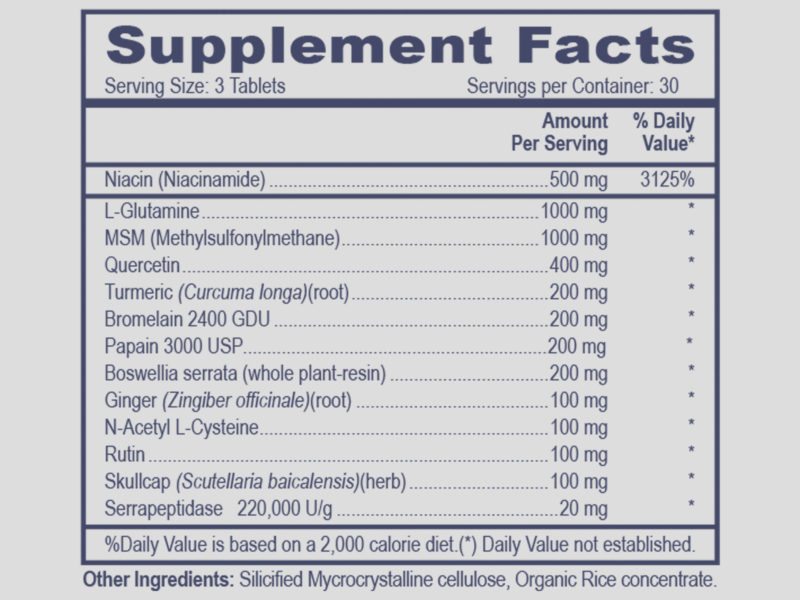 Supplement Facts
Serving Size: 3 Tablets Servings per Container: 30
Amount Per Serving % Daily Value*
Niacin (Niacinamide) 500 mg 3125%
L-Glutamine 1000 mg *
MSM (Methylsulfonylmethane) 1000 mg *
Quercetin 400 mg *
Turmeric (Curcuma longa)(root) 200 mg *
Bromelain 2400 GDU 200 mg *
Papain 3000 USP 200 mg *
Boswellia serrata (whole plant-resin) 200 mg *
Ginger (Zingiber officinale)(root) 100 mg *
N-Acetyl L-Cysteine 100 mg *
Rutin 100 mg *
Skullcap (Scutellaria baicalensis)(herb) 100 mg *
Serrapeptidase 220,000 U/g 20 mg *
%Daily Value is based on a 2,000 calorie diet.(*) Daily Value not established.
Other Ingredients: Silicified Mycrocrystalline cellulose, Organic Rice concentrate.